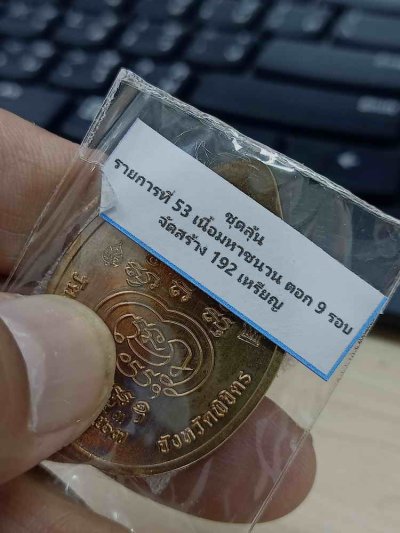 ชุดลุ้น
รายการที่ 53 เนื้อมหาชนวน ตอก 9 รอบ
จัดสร้าง 192 เหรียญ
จังหวัดพิจิตร